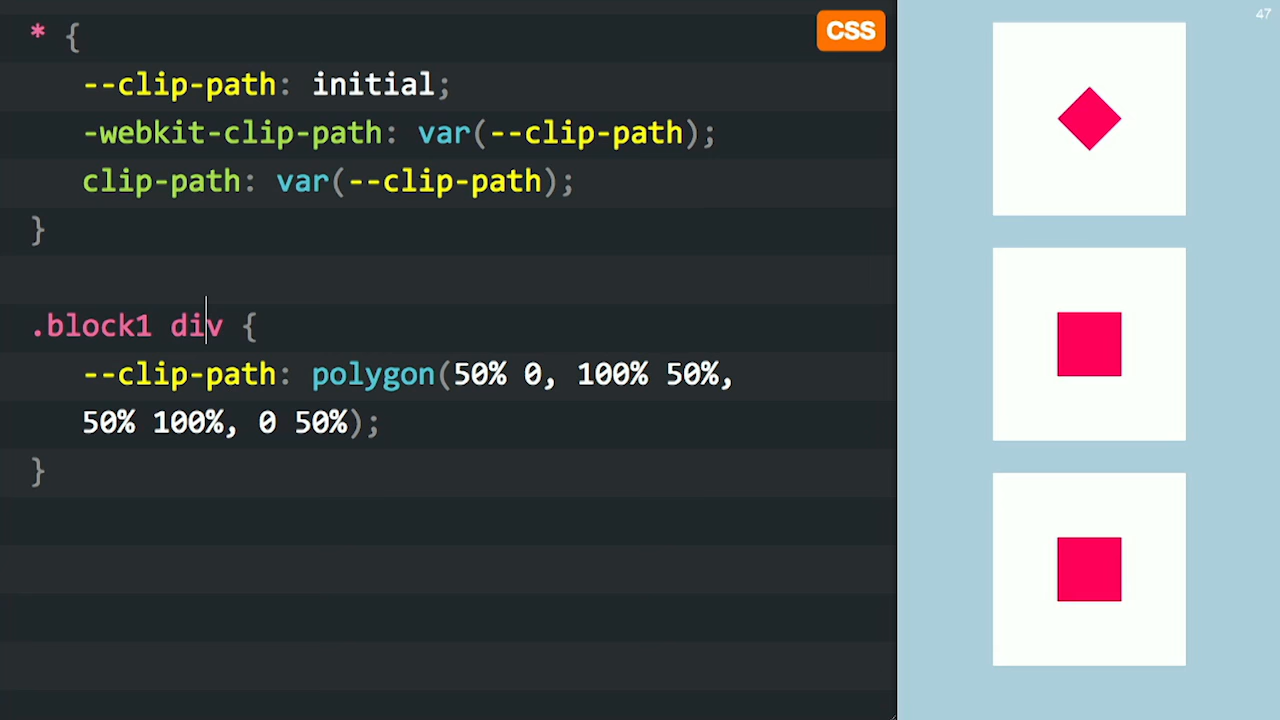 * {
--clip-path: initial;
-webkit-clip-path: var(--clip-path);
clip-path: var(--clip-path);
}
.block1 div {
--clip-path: polygon(50% 0, 100% 50%,
50% 100%, 0 50%);
}
CSS
47